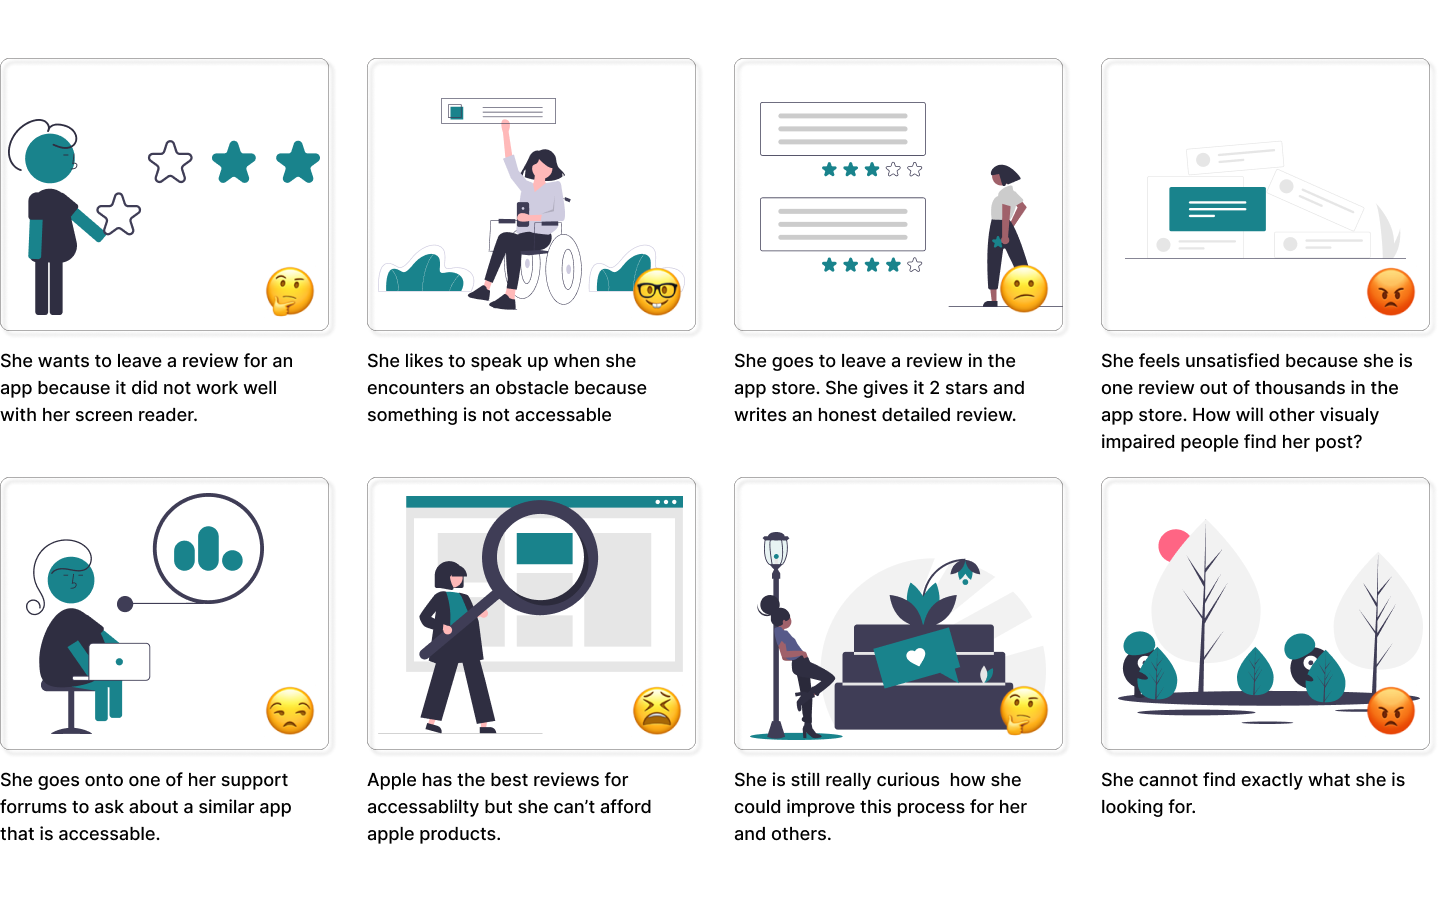 She wants to leave a review for an
app because it did not work well
with her screen reader.
She likes to speak up when she
encounters an obstacle because
something is not accessable
She goes to leave a review in the
app store. She gives it 2 stars and
writes an honest detailed review.
She feels unsatisfied because she is
one review out of thousands in the
app store. How will other visualy
impaired people find her post?
She goes onto one of her support
forrums to ask about a similar app
that is accessable.
Apple has the best reviews for
accessablilty but she can’t afford
apple products.
She is still really curious  how she
could improve this process for her
and others.
She cannot find exactly what she is
looking for.